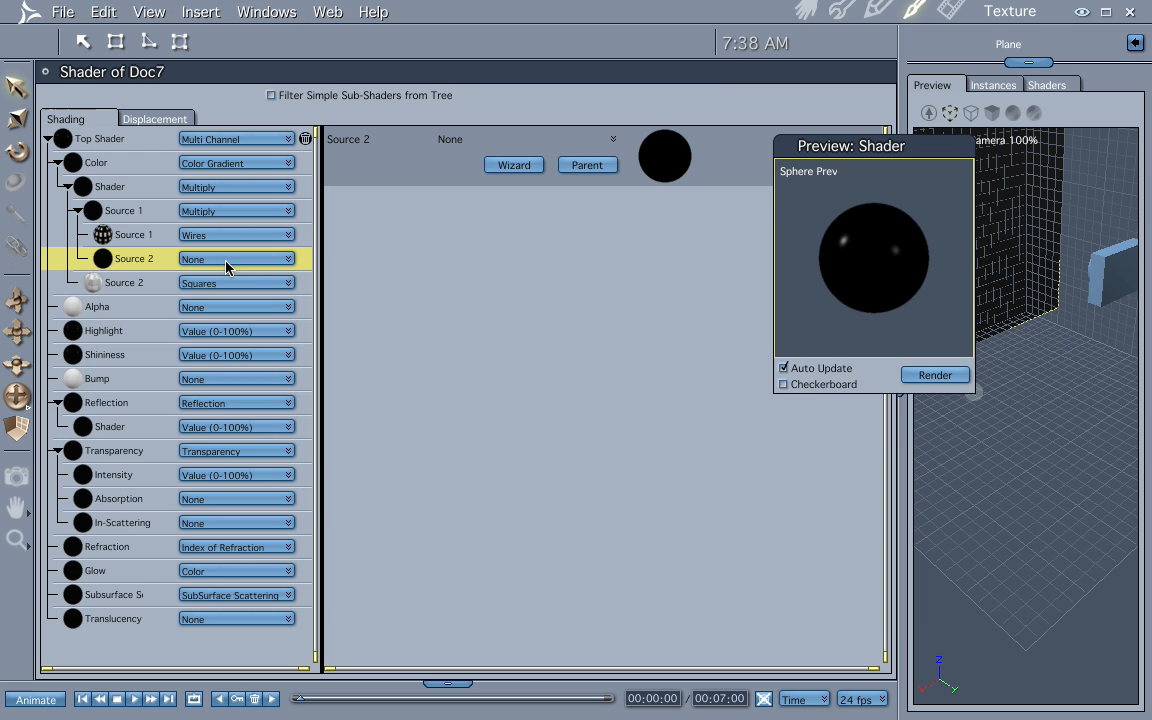 File Edit View Insert Windows Web Help
Texture
7:38 AM
Plane
Shader of Doc7
Filter Simple Sub-Shaders from Tree
Preview Instances Shaders
Shading Displacement
Top Shader Multi Channel
Color Color Gradient
Shader Multiply
Source 1 Multiply
Source 1 Wires
Source 2 None
Source 2 Squares
Alpha None
Highlight Value (0-100%)
Shininess Value (0-100%)
Bump None
Reflection Reflection
Shader Value (0-100%)
Transparency Transparency
Intensity Value (0-100%)
Absorption None
In-Scattering None
Refraction Index of Refraction
Glow Color
Subsurface Sc SubSurface Scattering
Translucency None
Source 2 None
Wizard Parent
amera 100%
Preview: Shader
Sphere Prev
Auto Update
Checkerboard
Render
Z
X
Y
Animate
00:00:00 / 00:07:00
Time
24 fps